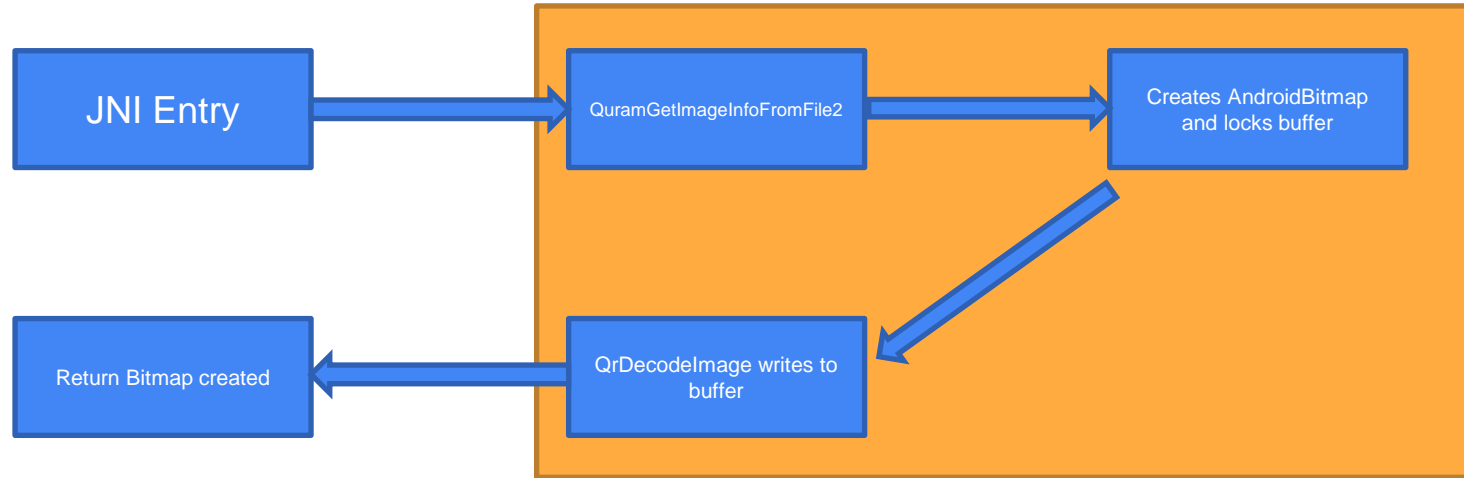 JNI Entry
QuramGetImageInfoFromFile2
Creates AndroidBitmap
and locks buffer
Return Bitmap created
QrDecodeImage writes to
buffer